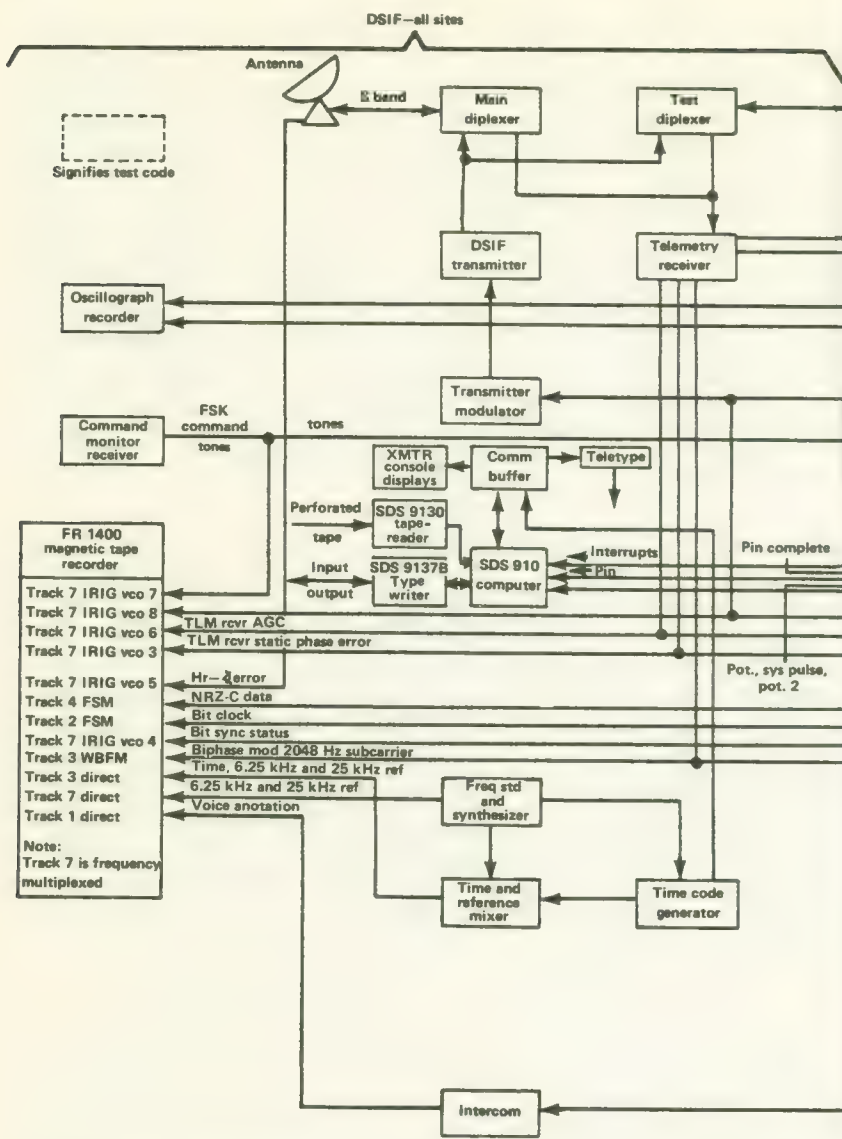 DSIF—all sites
Antenna
S band
Main
diplexer
Test
diplexer
Signifies test code
DSIF
transmitter
Telemetry
receiver
Oscillograph
recorder
Transmitter
modulator
Command
monitor
receiver
FSK
command
tones
tones
XMTR
console
displays
Comm
buffer
Teletype
Perforated
tape
SDS 9130
tape-
reader
Input
output
SDS 9137B
Type
writer
SDS 910
computer
Interrupts
Pin
Pin complete
Pot., sys pulse,
pot. 2
FR 1400
magnetic tape
recorder
Track 7 IRIG vco 7
Track 7 IRIG vco 8
Track 7 IRIG vco 6
TLM rcvr AGC
Track 7 IRIG vco 3
TLM rcvr static phase error
Track 7 IRIG vco 5
Hr—∢error
Track 4 FSM
NRZ-C data
Track 2 FSM
Bit clock
Track 7 IRIG vco 4
Bit sync status
Track 3 WBFM
Biphase mod 2048 Hz subcarrier
Track 3 direct
Time, 6.25 kHz and 25 kHz ref
Track 7 direct
6.25 kHz and 25 kHz ref
Track 1 direct
Voice anotation
Note:
Track 7 is frequency
multiplexed
Freq std
and
synthesizer
Time and
reference
mixer
Time code
generator
Intercom